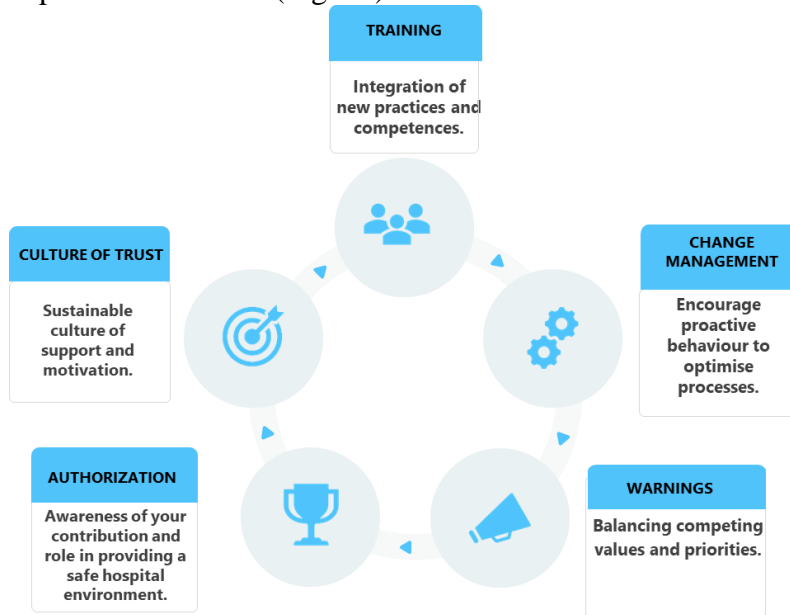 TRAINING
Integration of
new practices and
competences.
CULTURE OF TRUST
Sustainable
culture of
support and
motivation.
CHANGE
MANAGEMENT
Encourage
proactive
behaviour to
optimise
processes.
AUTHORIZATION
Awareness of your
contribution and
role in providing a
safe hospital
environment.
WARNINGS
Balancing competing
values and priorities.